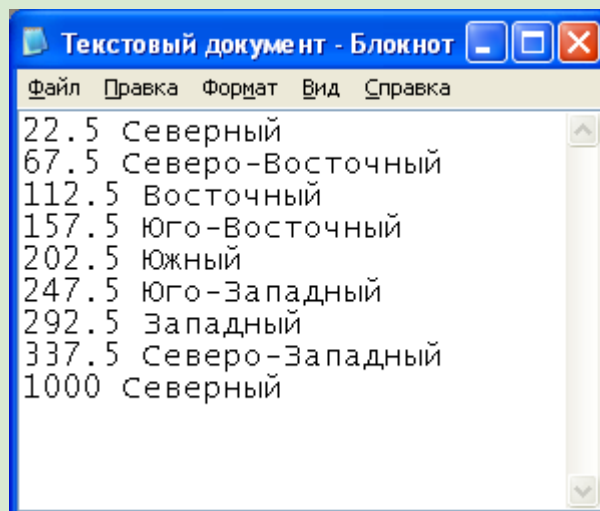 Текстовый документ - Блокнот
Файл Правка Формат Вид Справка
22.5 Северный
67.5 Северо-Восточный
112.5 Восточный
157.5 Юго-Восточный
202.5 Южный
247.5 Юго-Западный
292.5 Западный
337.5 Северо-Западный
1000 Северный